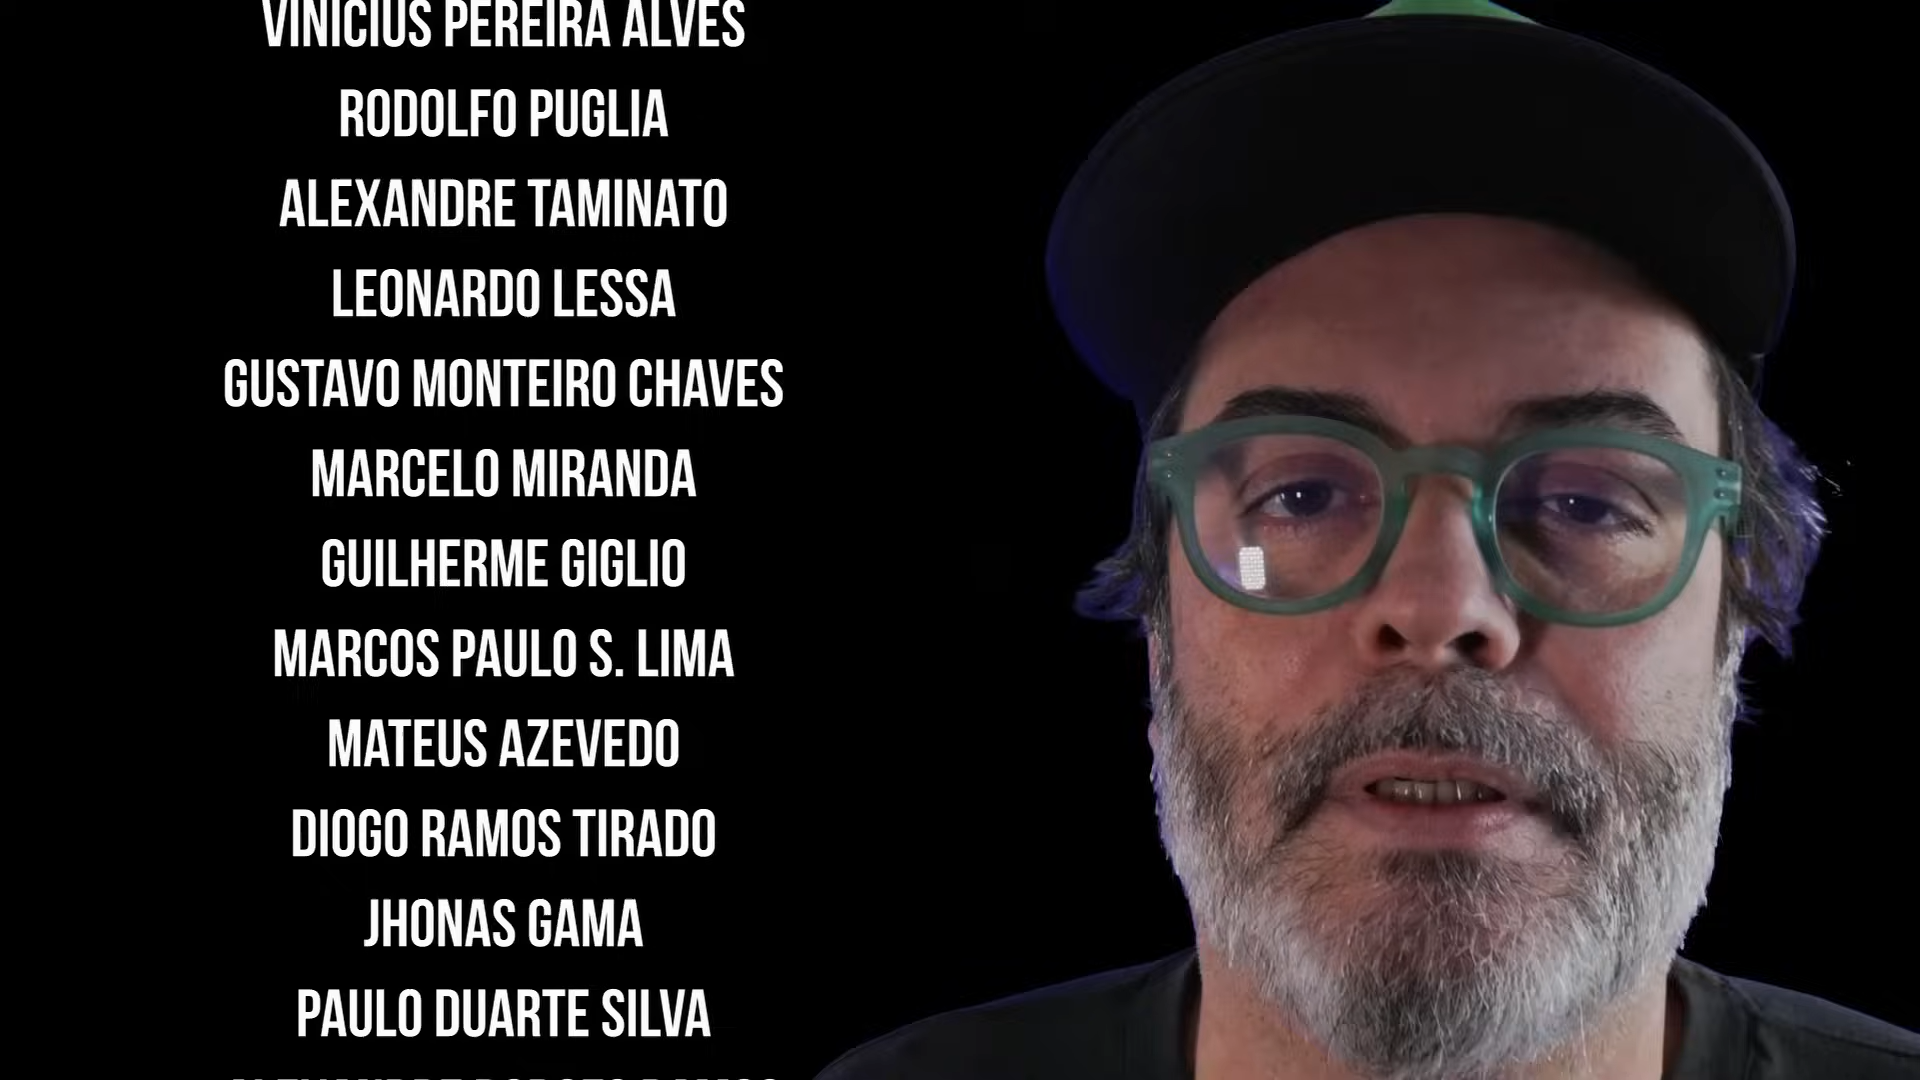 VINICIUS PEREIRA ALVES
RODOLFO PUGLIA
ALEXANDRE TAMINATO
LEONARDO LESSA
GUSTAVO MONTEIRO CHAVES
MARCELO MIRANDA
GUILHERME GIGLIO
MARCOS PAULO S. LIMA
MATEUS AZEVEDO
DIOGO RAMOS TIRADO
JHONAS GAMA
PAULO DUARTE SILVA